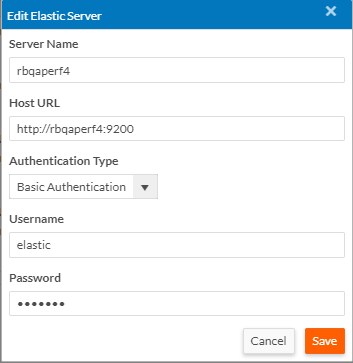 Edit Elastic Server
Server Name
rbqaperf4
Host URL
http://rbqaperf4:9200
Authentication Type
Basic Authentication
Username
elastic
Password
•••••••
Cancel
Save